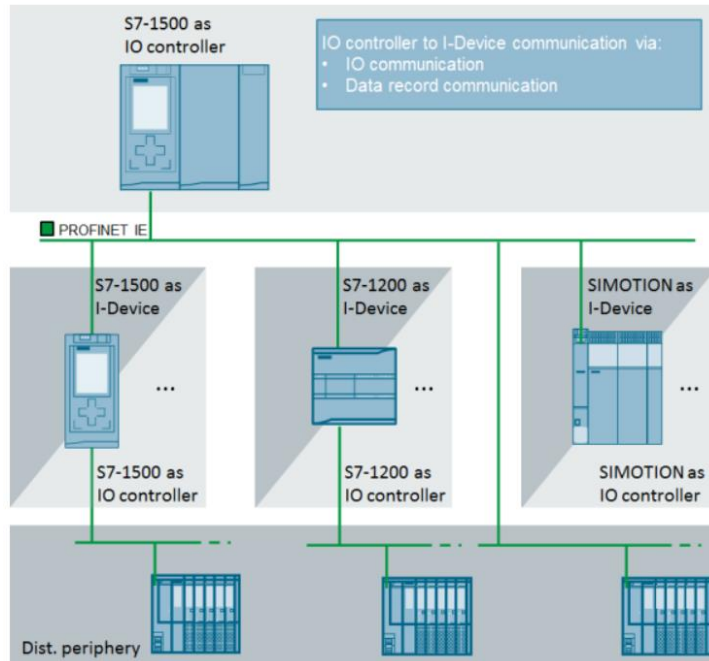 S7-1500 as
IO controller
IO controller to I-Device communication via:
• IO communication
• Data record communication
PROFINET IE
S7-1500 as
I-Device
S7-1200 as
I-Device
SIMOTION as
I-Device
...
...
...
S7-1500 as
IO controller
S7-1200 as
IO controller
SIMOTION as
IO controller
Dist. periphery